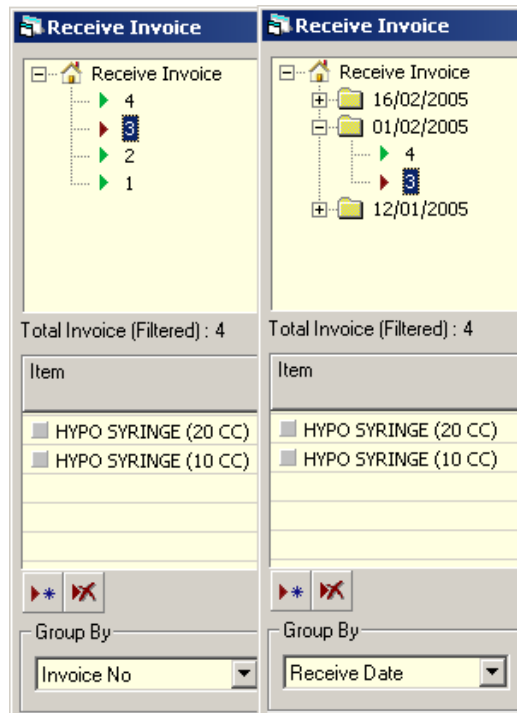 Receive Invoice
Receive Invoice
4
3
2
1
Total Invoice (Filtered) : 4
Item
HYPO SYRINGE (20 CC)
HYPO SYRINGE (10 CC)
Group By
Invoice No
Receive Invoice
Receive Invoice
16/02/2005
01/02/2005
4
3
12/01/2005
Total Invoice (Filtered) : 4
Item
HYPO SYRINGE (20 CC)
HYPO SYRINGE (10 CC)
Group By
Receive Date